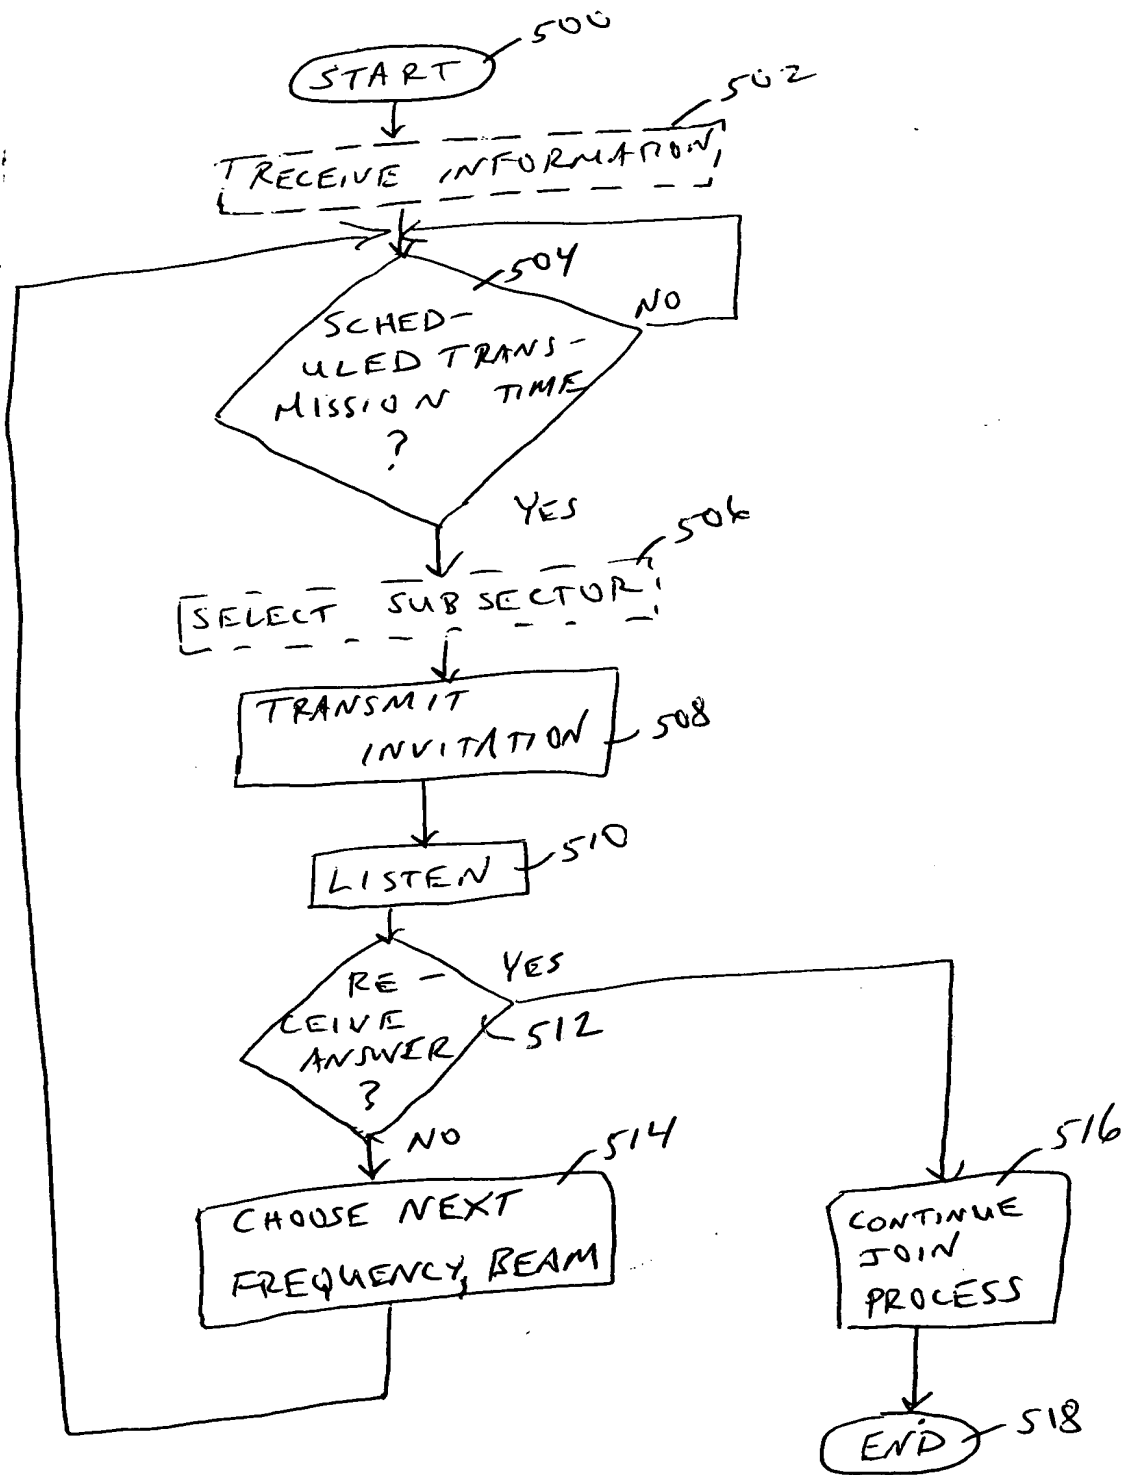 500
START
502
RECEIVE INFORMATION
504
NO
SCHED-
ULED TRANS-
MISSION TIME
?
YES
506
SELECT SUBSECTOR
TRANSMIT
INVITATION
508
510
LISTEN
YES
RE-
CEIVE
ANSWER
?
512
NO
514
CHOOSE NEXT
FREQUENCY, BEAM
516
CONTINUE
JOIN
PROCESS
518
END